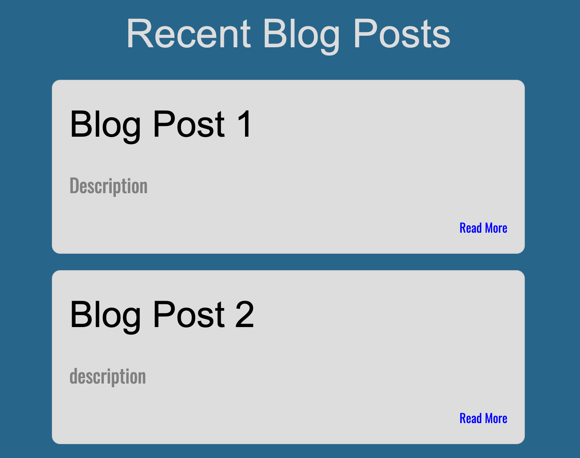 Recent Blog Posts
Blog Post 1
Description
Read More
Blog Post 2
description
Read More